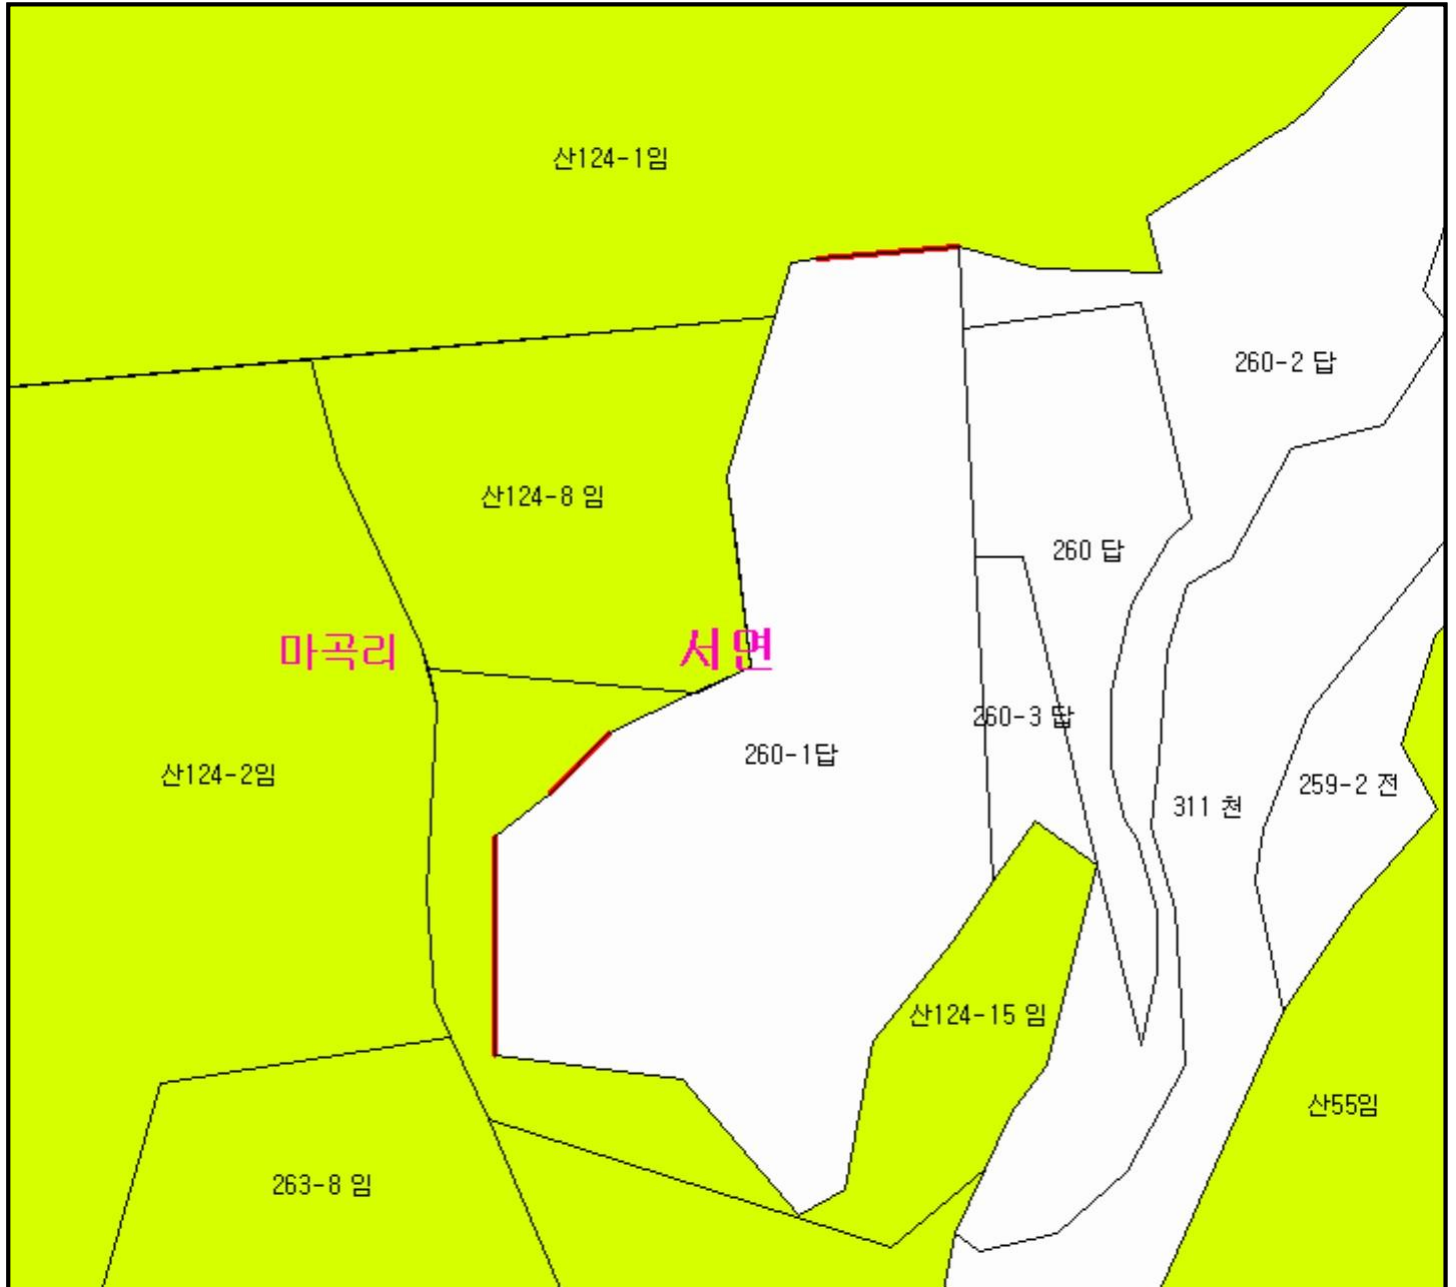 산124-1임
260-2 답
산124-8 임
260 답
마곡리
서면
260-3 답
260-1답
산124-2임
259-2 전
311 천
산124-15 임
산55임
263-8 임